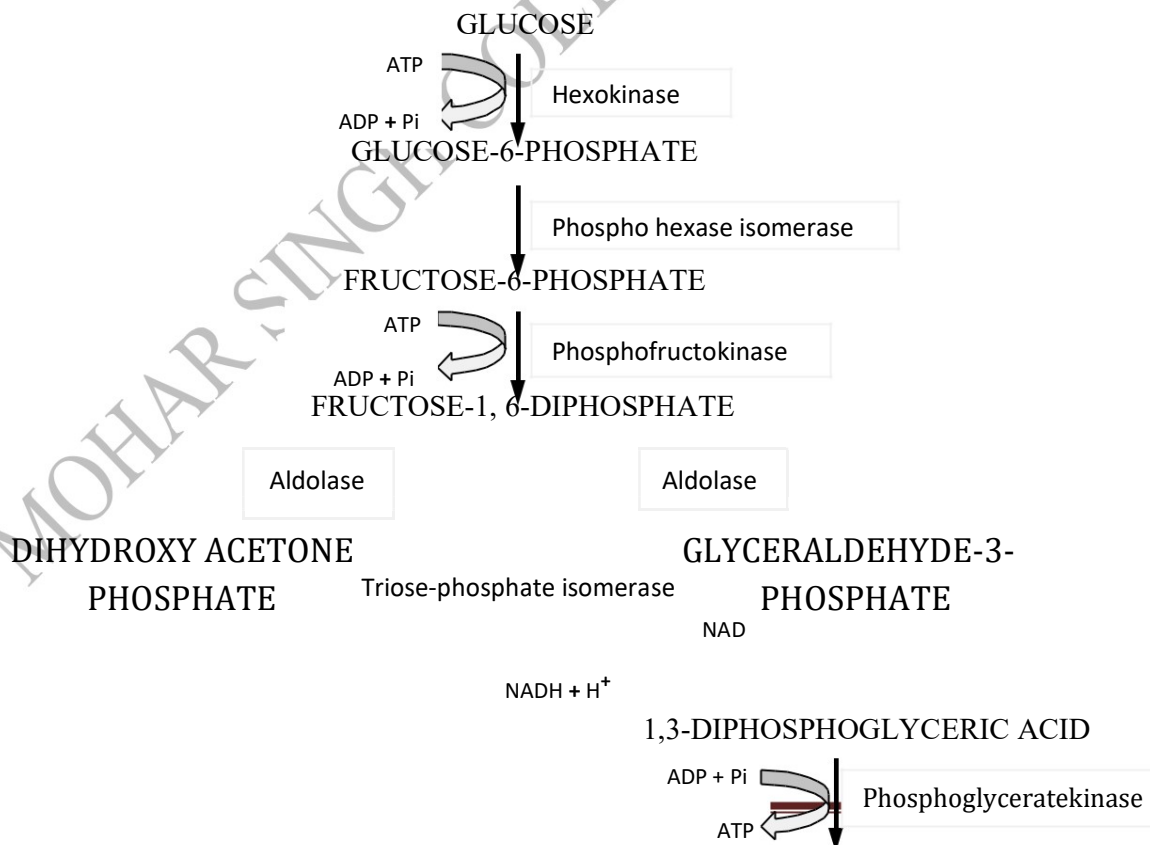 GLUCOSE
ATP
Hexokinase
ADP + Pi
GLUCOSE-6-PHOSPHATE
Phospho hexase isomerase
FRUCTOSE-6-PHOSPHATE
ATP
Phosphofructokinase
ADP + Pi
FRUCTOSE-1, 6-DIPHOSPHATE
Aldolase
Aldolase
DIHYDROXY ACETONE
PHOSPHATE
Triose-phosphate isomerase
GLYCERALDEHYDE-3-
PHOSPHATE
NAD
NADH + H⁺
1,3-DIPHOSPHOGLYCERIC ACID
ADP + Pi
Phosphoglyceratekinase
ATP
MOHAR SINGH